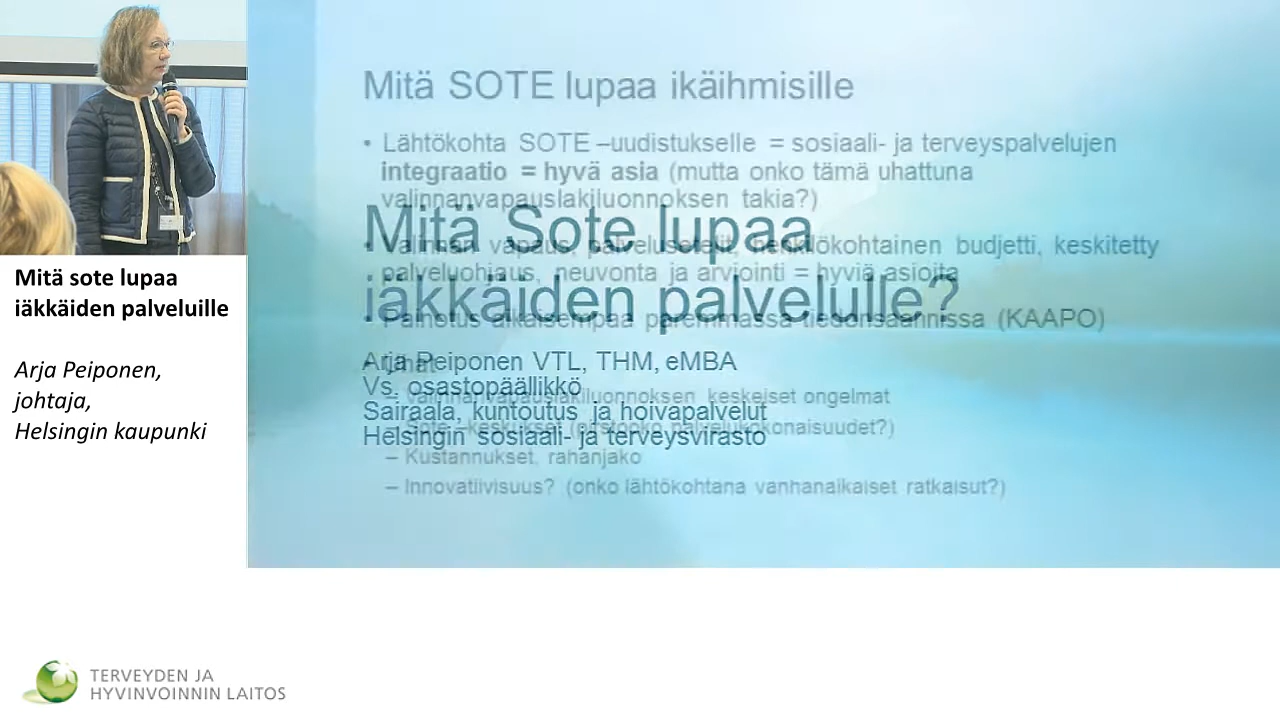 Mitä sote lupaa
iäkkäiden palveluille
Arja Peiponen,
johtaja,
Helsingin kaupunki
Mitä SOTE lupaa ikäihmisille
• Lähtökohta SOTE –uudistukselle = sosiaali- ja terveyspalvelujen
integraatio = hyvä asia (mutta onko tämä uhattuna
valinnanvapauslakiluonnoksen takia?)
• Valinnan vapaus, palvelusetelit, henkilökohtainen budjetti, keskitetty
palveluohjaus, neuvonta ja arviointi = hyviä asioita
• Painotus aikaisempaa paremmassa tiedonsaannissa (KAAPO)
• Uhat
– Valinnanvapauslakiluonnoksen keskeiset ongelmat
– Sote –keskukset (pirstooko palvelukokonaisuudet?)
– Kustannukset, rahanjako
– Innovatiivisuus? (onko lähtökohtana vanhanaikaiset ratkaisut?)
Mitä Sote lupaa
iäkkäiden palvelulle?
Arja Peiponen VTL, THM, eMBA
Vs. osastopäällikkö
Sairaala, kuntoutus ja hoivapalvelut
Helsingin sosiaali- ja terveysvirasto
TERVEYDEN JA
HYVINVOINNIN LAITOS